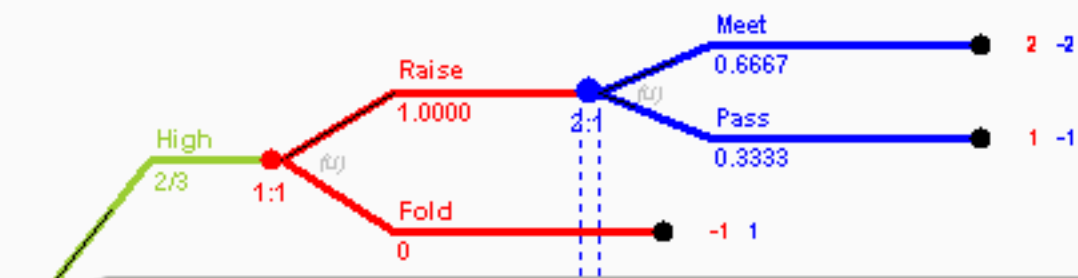 Meet
2 -2
0.6667
Raise
1.0000
2:1
Pass
1 -1
0.3333
High
2/3
1:1
Fold
-1 1
0